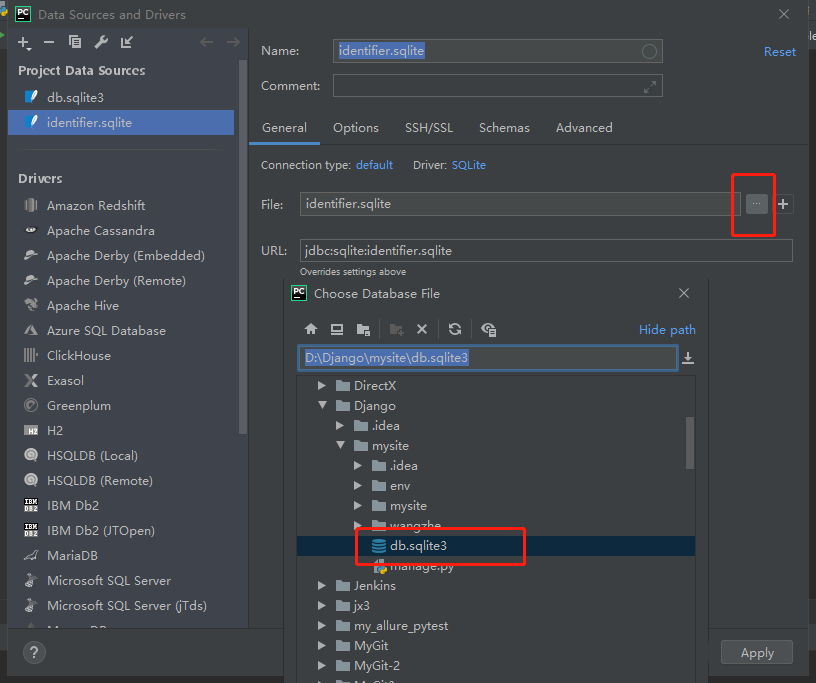 PC Data Sources and Drivers
Name: identifier.sqlite
Reset
Comment:
Project Data Sources
db.sqlite3
identifier.sqlite
General Options SSH/SSL Schemas Advanced
Connection type: default Driver: SQLite
File: identifier.sqlite ...
URL: jdbc:sqlite:identifier.sqlite
Overrides settings above
Drivers
Amazon Redshift
Apache Cassandra
Apache Derby (Embedded)
Apache Derby (Remote)
Apache Hive
Azure SQL Database
ClickHouse
Exasol
Greenplum
H2 H2
HSQLDB (Local)
HSQLDB (Remote)
IBM DB2 IBM Db2
IBM DB2 IBM Db2 (JTOpen)
MariaDB
Microsoft SQL Server
Microsoft SQL Server (jTds)
PC Choose Database File
Hide path
D:\Django\mysite\db.sqlite3
DirectX
Django
.idea
mysite
.idea
env
mysite
wangzhe
db.sqlite3
manage.py
Jenkins
jx3
my_allure_pytest
MyGit
MyGit-2
? Apply